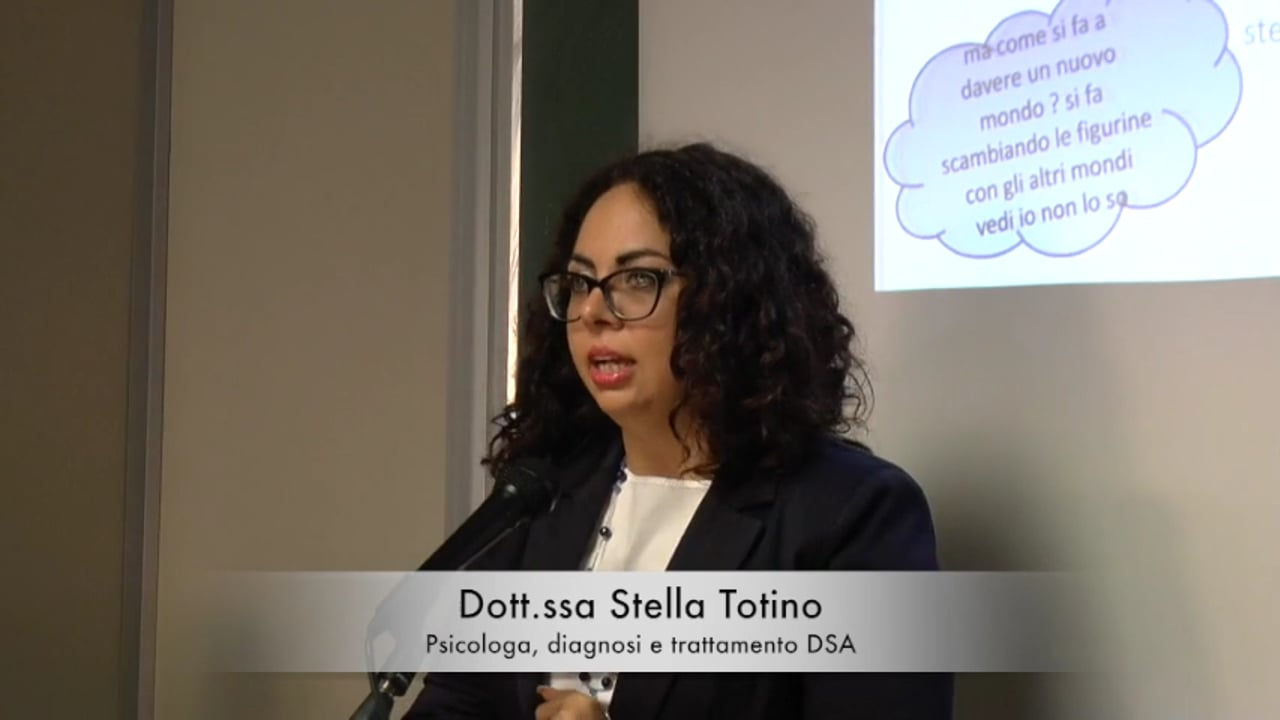 ma come si fa a
davere un nuovo
mondo ? si fa
scambiando le figurine
con gli altri mondi
vedi io non lo so
Dott.ssa Stella Totino
Psicologa, diagnosi e trattamento DSA